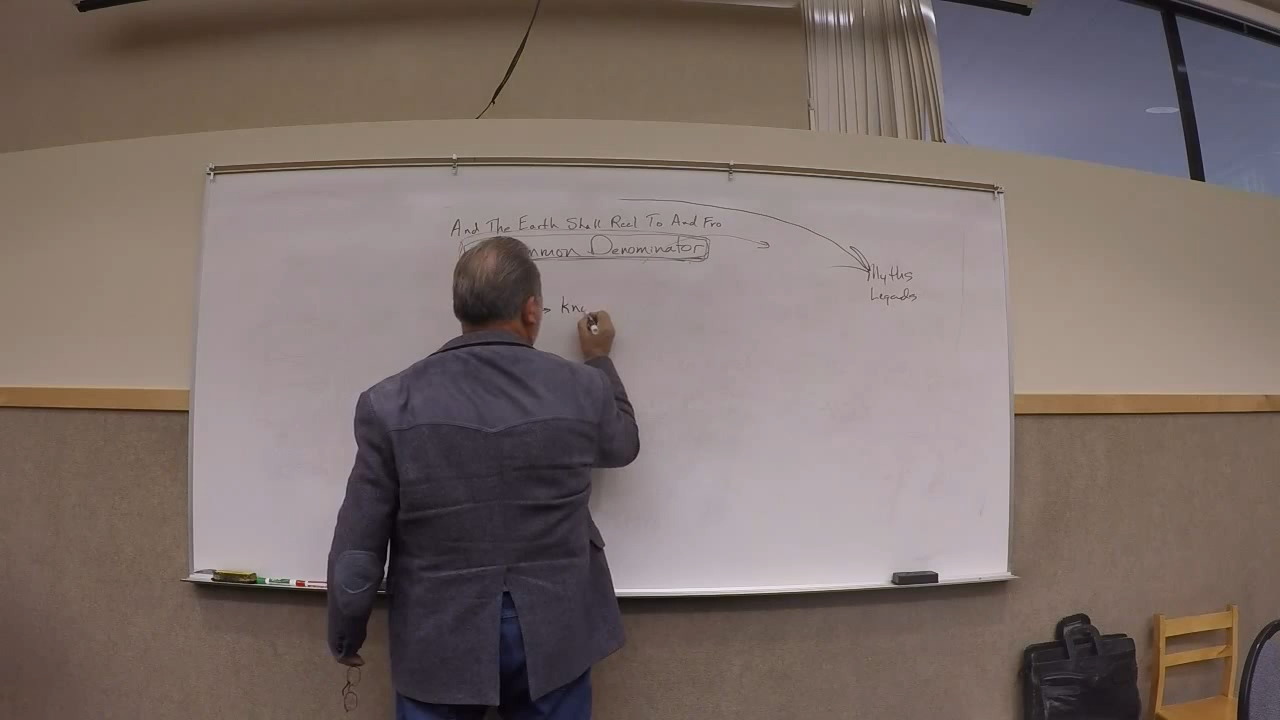 And The Earth Shall Reel To And Fro
Denominator
Myths
Legends